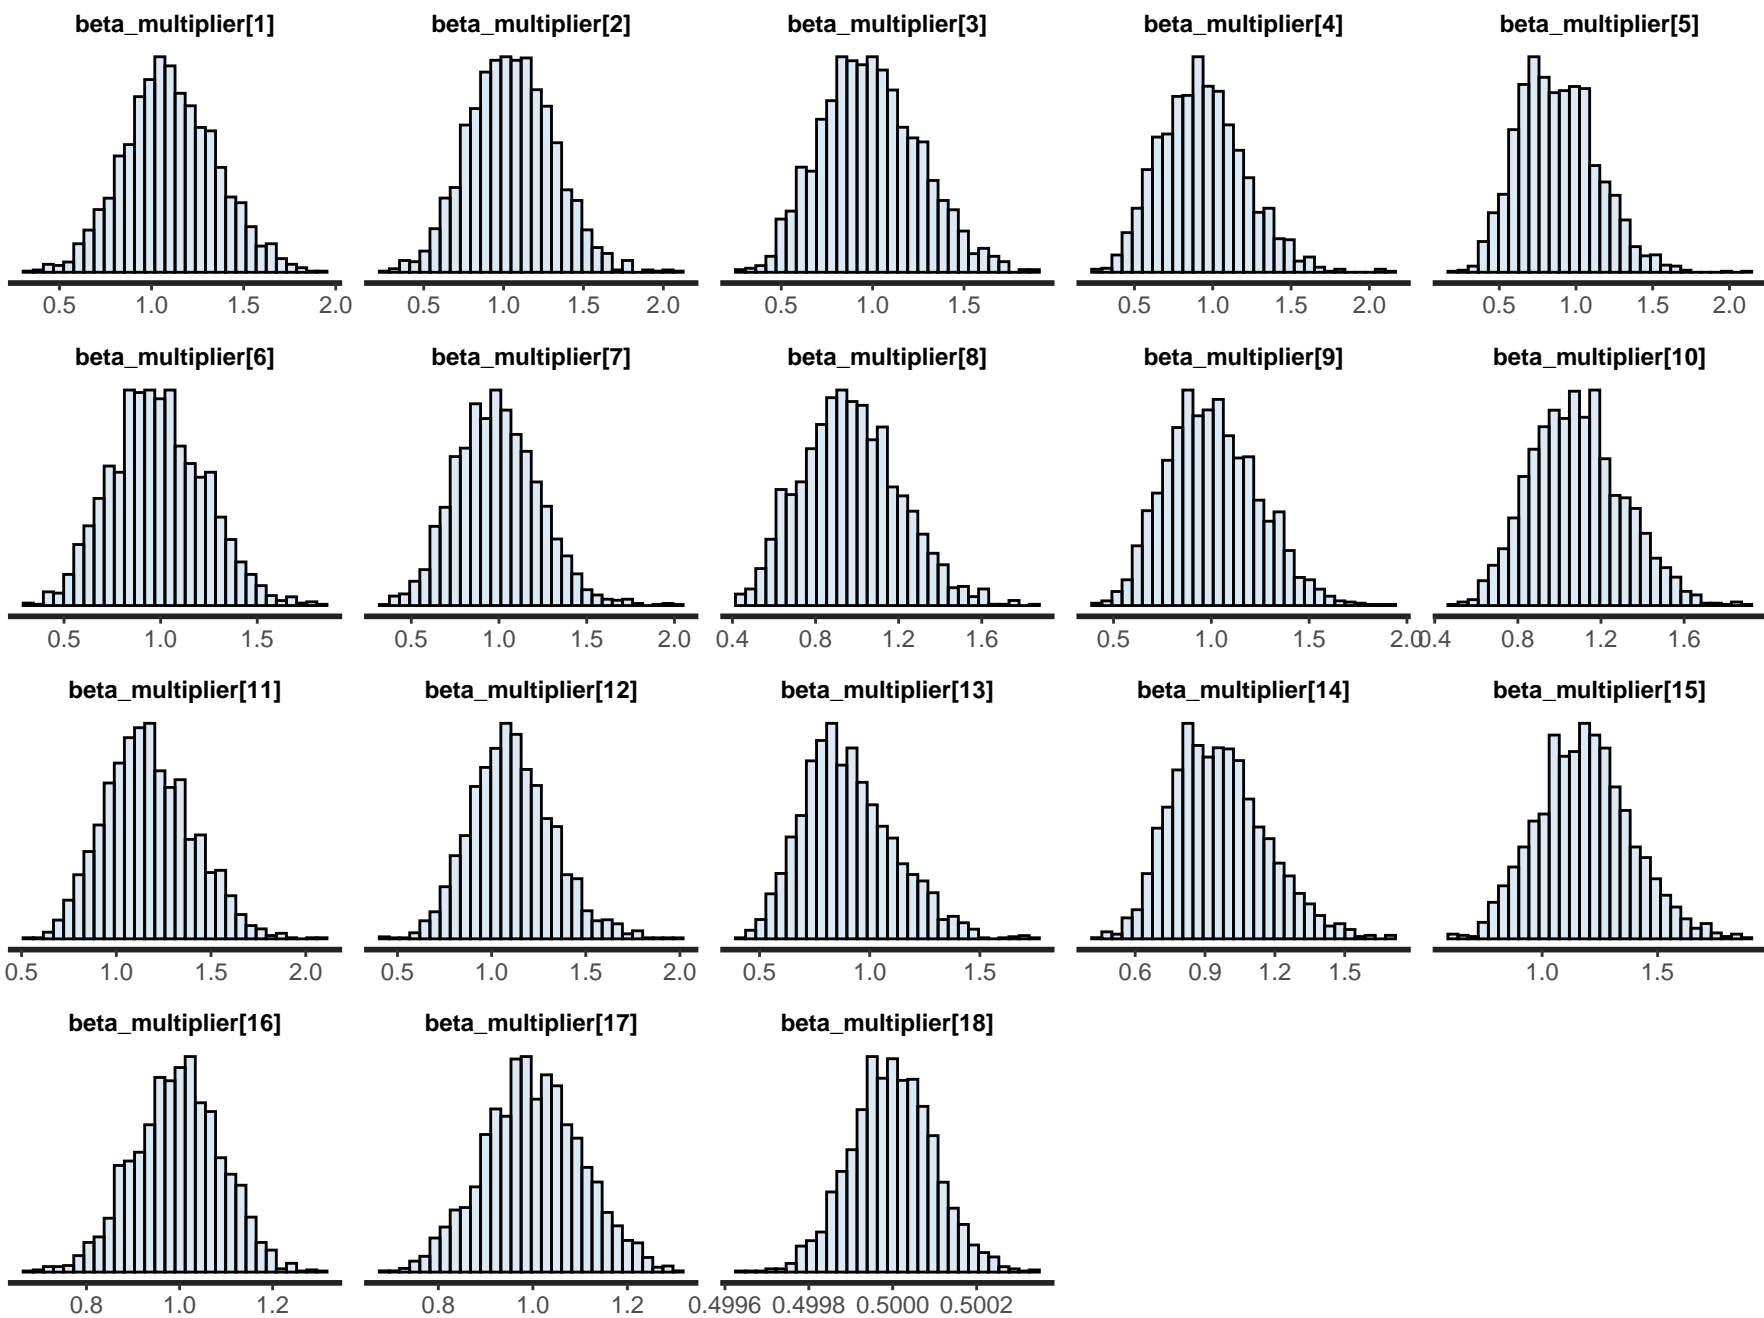 beta_multiplier[1] beta_multiplier[2] beta_multiplier[3] beta_multiplier[4] beta_multiplier[5]
0.5 1.0 1.5 2.0 0.5 1.0 1.5 2.0 0.5 1.0 1.5 0.5 1.0 1.5 2.0 0.5 1.0 1.5 2.0
beta_multiplier[6] beta_multiplier[7] beta_multiplier[8] beta_multiplier[9] beta_multiplier[10]
0.5 1.0 1.5 0.5 1.0 1.5 2.0 0.4 0.8 1.2 1.6 0.5 1.0 1.5 2.0 0.4 0.8 1.2 1.6
beta_multiplier[11] beta_multiplier[12] beta_multiplier[13] beta_multiplier[14] beta_multiplier[15]
0.5 1.0 1.5 2.0 0.5 1.0 1.5 2.0 0.5 1.0 1.5 0.6 0.9 1.2 1.5 1.0 1.5
beta_multiplier[16] beta_multiplier[17] beta_multiplier[18]
0.8 1.0 1.2 0.8 1.0 1.2 0.4996 0.4998 0.5000 0.5002